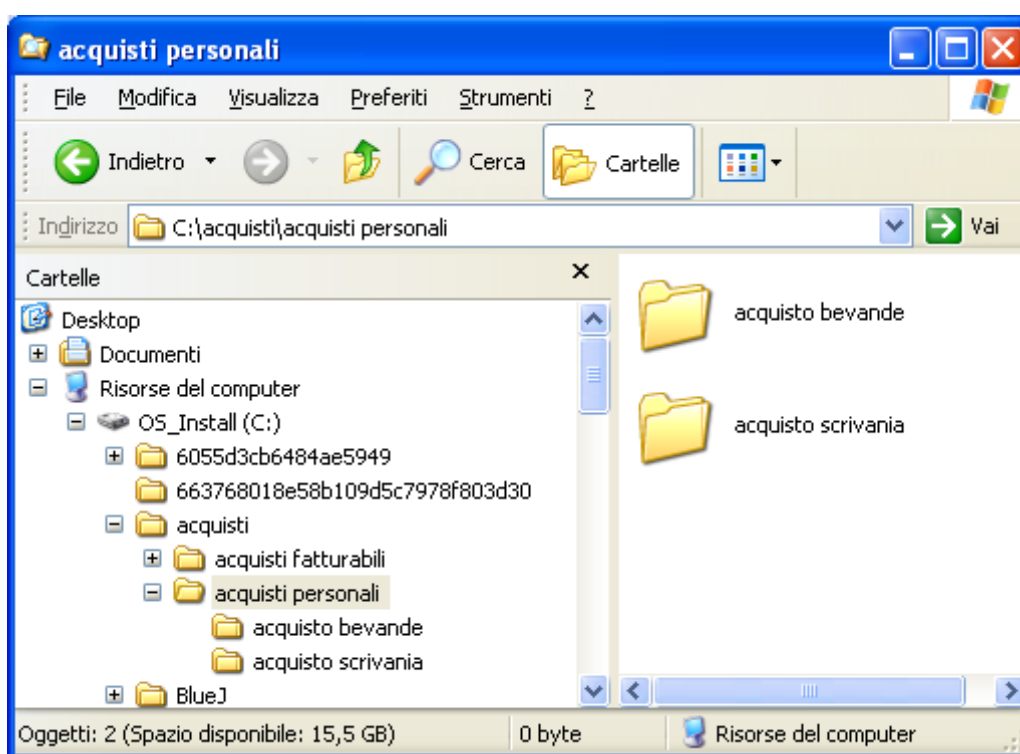 acquisti personali
File Modifica Visualizza Preferiti Strumenti ?
Indietro Cerca Cartelle
Indirizzo C:\acquisti\acquisti personali Vai
Cartelle
Desktop
Documenti
Risorse del computer
OS_Install (C:)
6055d3cb6484ae5949
663768018e58b109d5c7978f803d30
acquisti
acquisti fatturabili
acquisti personali
acquisto bevande
acquisto scrivania
BlueJ
acquisto bevande
acquisto scrivania
Oggetti: 2 (Spazio disponibile: 15,5 GB) 0 byte Risorse del computer